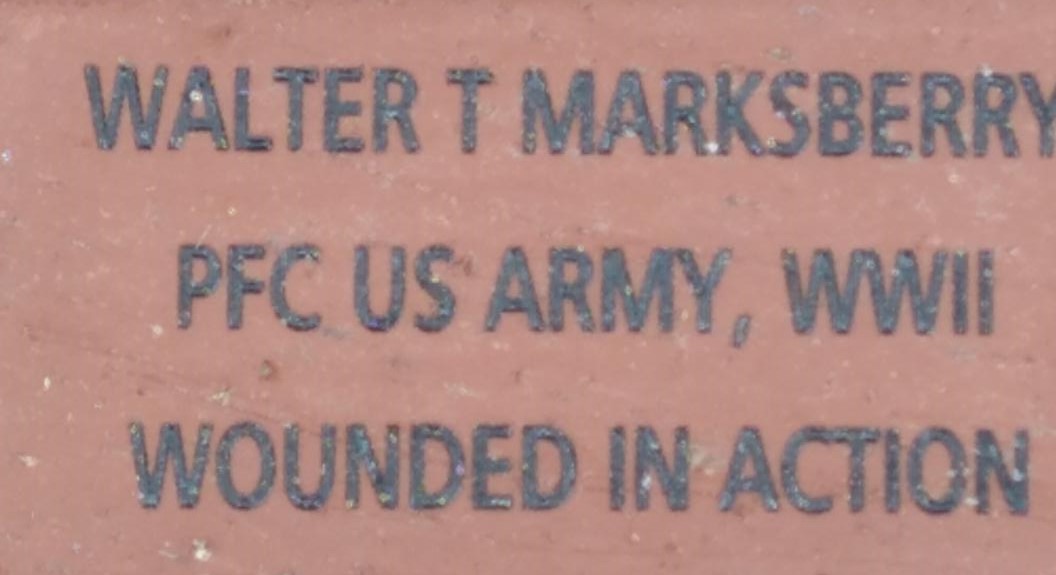 WALTER T MARKSBERRY
PFC US ARMY, WWII
WOUNDED IN ACTION